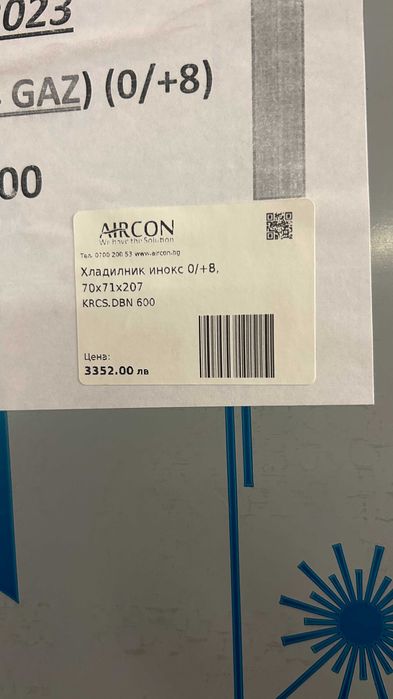 2023
GAZ) (0/+8)
00
AIRCON
We have the Solution
Тел. 0700 200 53 www.aircon.bg
Хладилник инокс 0/+8,
70x71x207
KRCS.DBN 600
Цена:
3352.00 лв